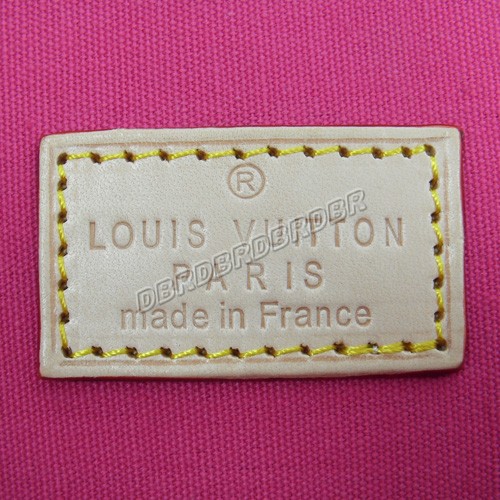 ®
LOUIS VUITTON
DBRDBRDBRDBR
PARIS
made in France